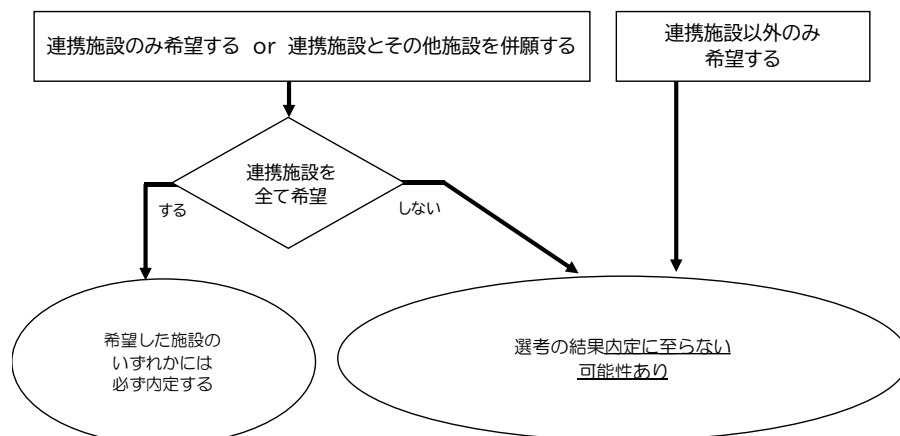 連携施設のみ希望する or 連携施設とその他施設を併願する
連携施設以外のみ
希望する
連携施設を
全て希望
する
しない
希望した施設の
いずれかには
必ず内定する
選考の結果内定に至らない
可能性あり